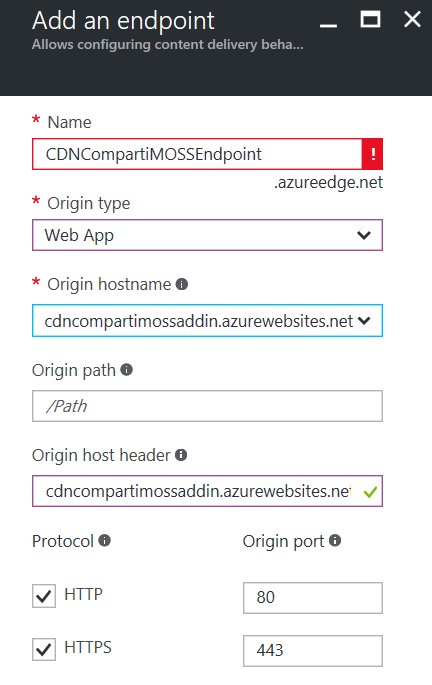 Add an endpoint
Allows configuring content delivery beha...
* Name
CDNCompartiMOSSEndpoint !
.azureedge.net
* Origin type
Web App
* Origin hostname
cdncompartimossaddin.azurewebsites.net
Origin path
/Path
Origin host header
cdncompartimossaddin.azurewebsites.net
Protocol Origin port
HTTP 80
HTTPS 443